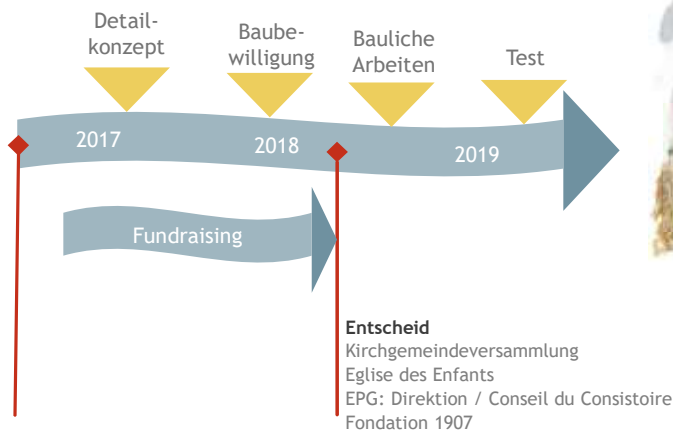 Detail-
konzept
Baube-
willigung
Bauliche
Arbeiten
Test
2017
2018
2019
Fundraising
Entscheid
Kirchgemeindeversammlung
Eglise des Enfants
EPG: Direktion / Conseil du Consistoire
Fondation 1907